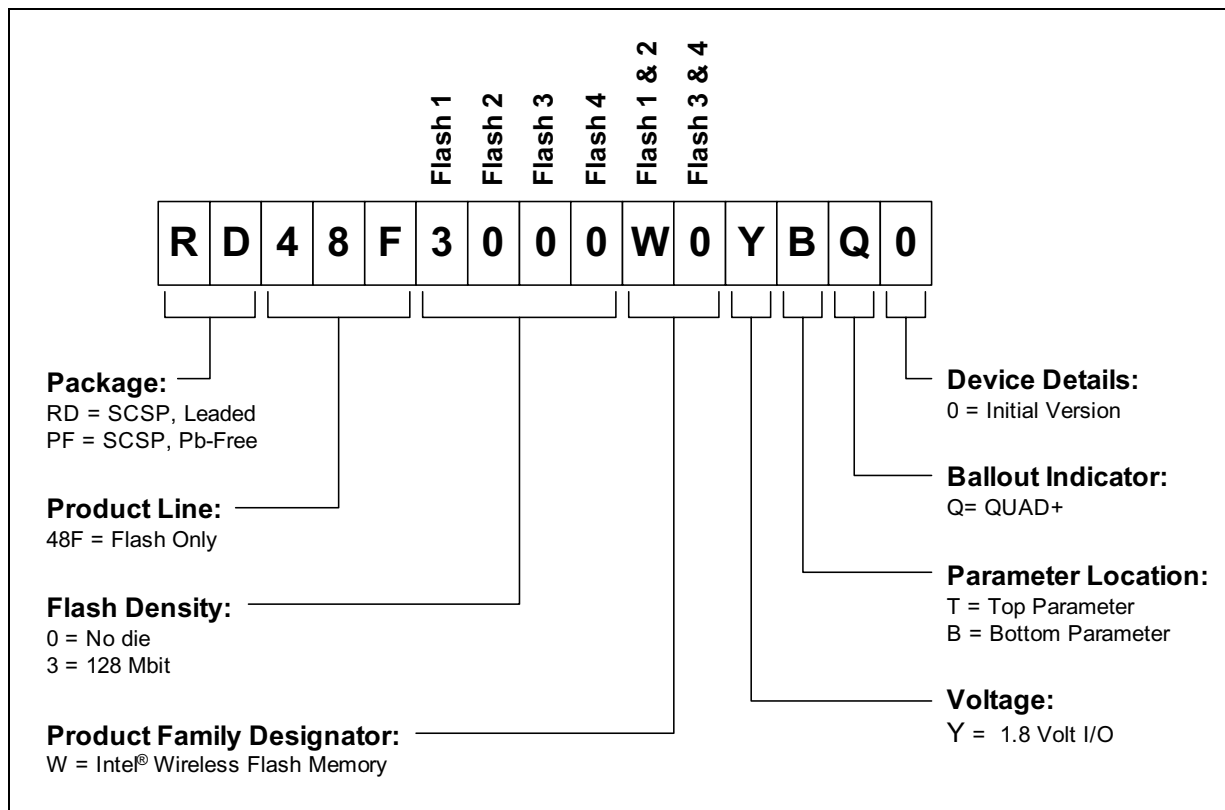 Flash 1
Flash 2
Flash 3
Flash 4
Flash 1 & 2
Flash 3 & 4
R D 4 8 F 3 0 0 0 W 0 Y B Q 0
Package:
RD = SCSP, Leaded
PF = SCSP, Pb-Free
Product Line:
48F = Flash Only
Flash Density:
0 = No die
3 = 128 Mbit
Product Family Designator:
W = Intel® Wireless Flash Memory
Device Details:
0 = Initial Version
Ballout Indicator:
Q= QUAD+
Parameter Location:
T = Top Parameter
B = Bottom Parameter
Voltage:
Y = 1.8 Volt I/O